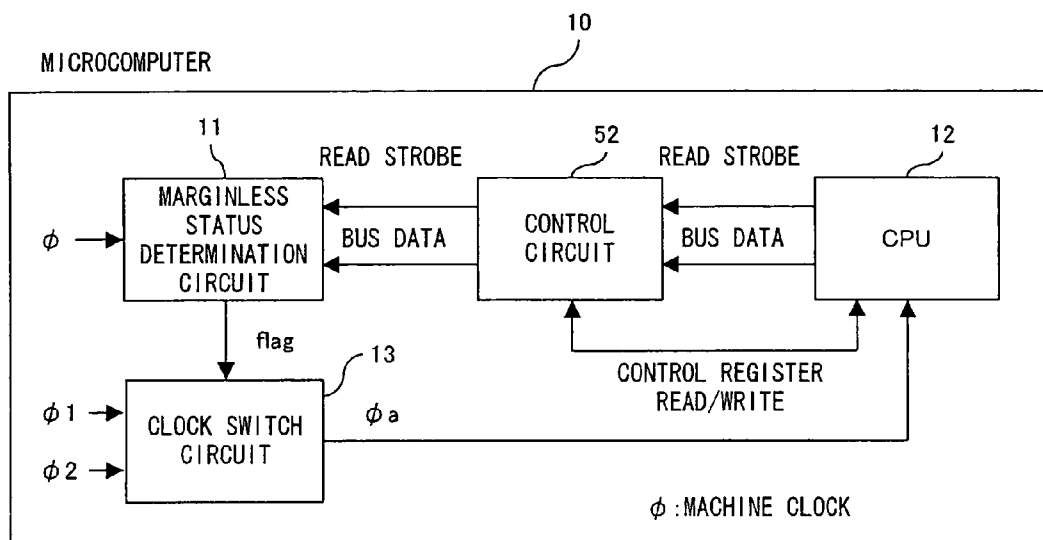 10
MICROCOMPUTER
11
52
12
READ STROBE
READ STROBE
MARGINLESS
STATUS
DETERMINATION
CIRCUIT
CONTROL
CIRCUIT
CPU
ϕ
BUS DATA
BUS DATA
flag
13
CONTROL REGISTER
READ/WRITE
ϕ1
ϕ2
CLOCK SWITCH
CIRCUIT
ϕa
ϕ:MACHINE CLOCK